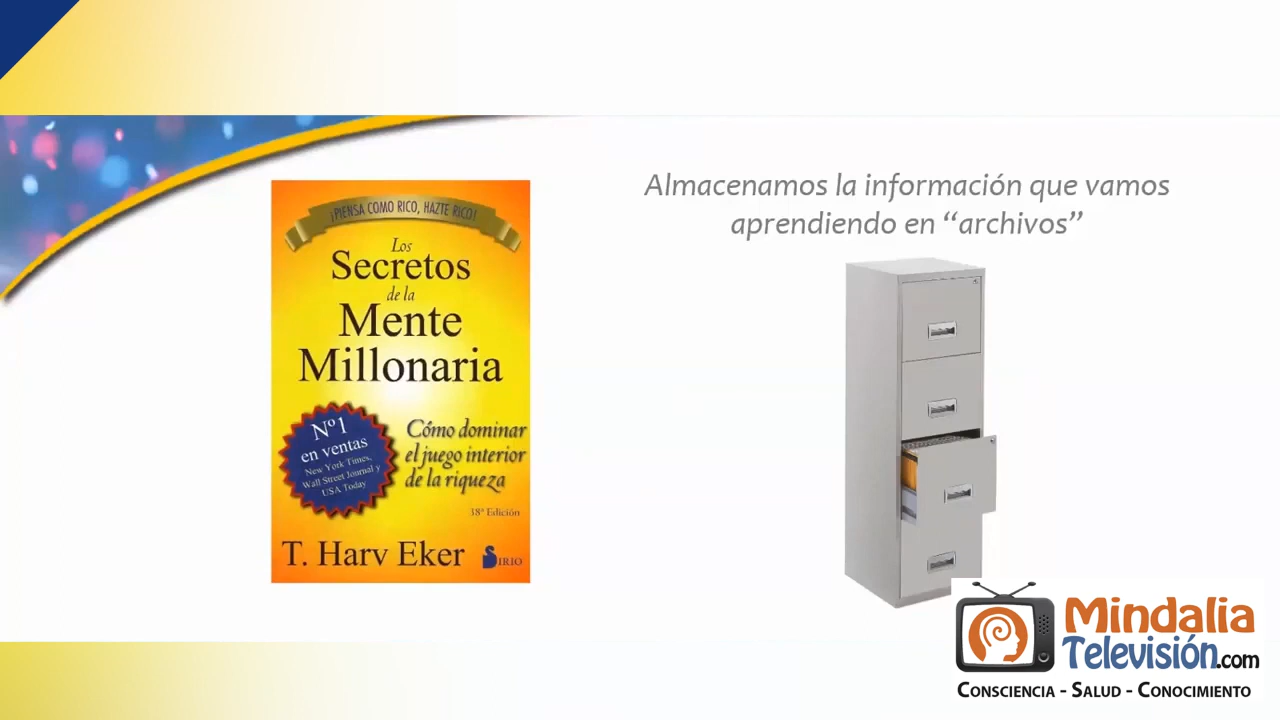 ¡PIENSA COMO RICO, HAZTE RICO!
Los
Secretos
de la
Mente
Millonaria
Nº1
en ventas
New York Times,
Wall Street Journal y
USA Today
Cómo dominar
el juego interior
de la riqueza
38ª Edición
T. Harv Eker
SIRIO
Almacenamos la información que vamos
aprendiendo en “archivos”
Mindalia
Televisión.com
CONSCIENCIA - SALUD - CONOCIMIENTO